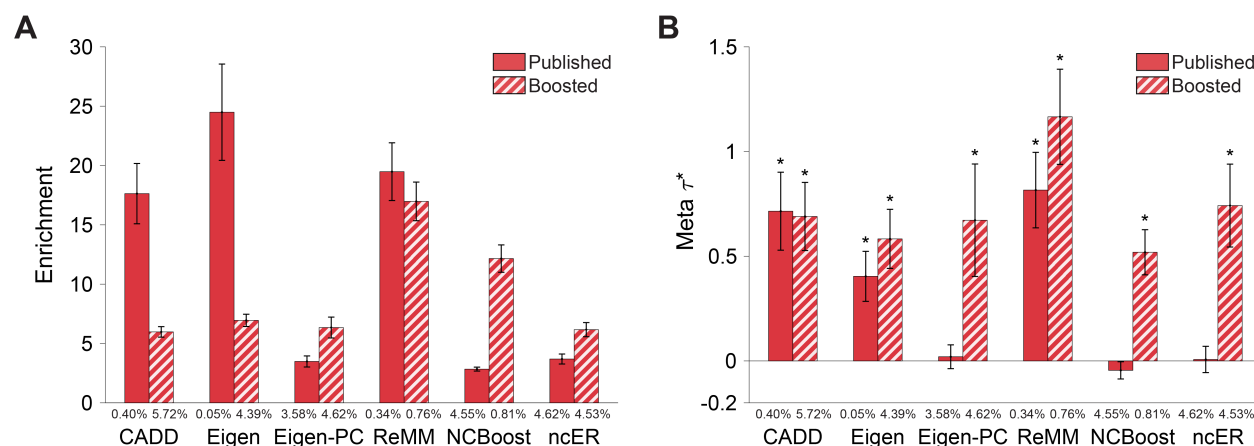 A
30
25
20
15
10
5
0
Enrichment
Published
Boosted
0.40% 5.72% 0.05% 4.39% 3.58% 4.62% 0.34% 0.76% 4.55% 0.81% 4.62% 4.53%
CADD Eigen Eigen-PC ReMM NCBoost ncER
B
1.5
1
0.5
0
-0.2
Meta τ*
Published
Boosted
* * * * * * * * *
0.40% 5.72% 0.05% 4.39% 3.58% 4.62% 0.34% 0.76% 4.55% 0.81% 4.62% 4.53%
CADD Eigen Eigen-PC ReMM NCBoost ncER